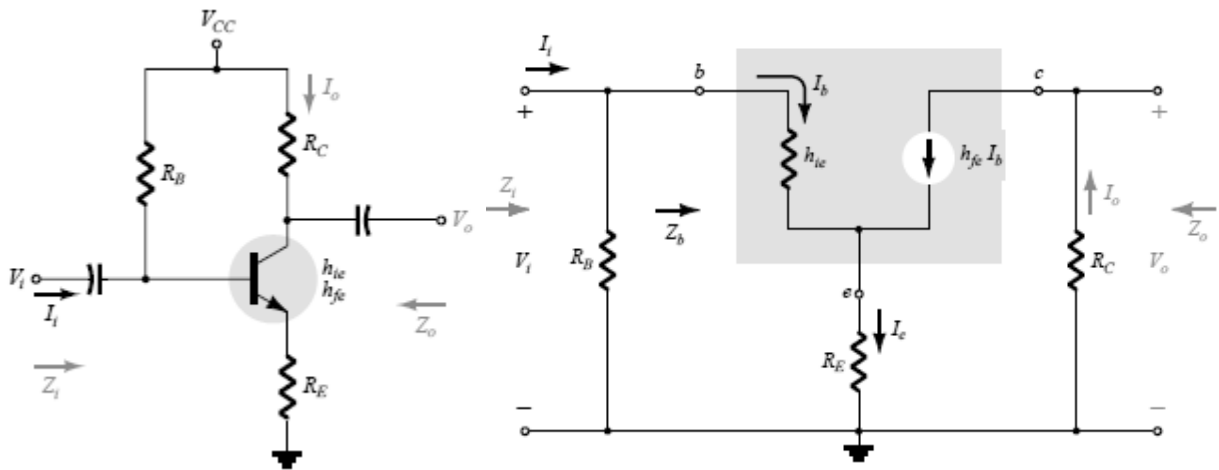 V_CC
I_o
R_C
R_B
V_o
V_i
I_i
h_ie
h_fe
Z_o
Z_i
R_E
I_i
b
c
+
I_b
+
h_ie
h_fe I_b
Z_i
I_o
Z_b
Z_o
V_i
R_B
R_C
V_o
e
I_e
R_E
−
−